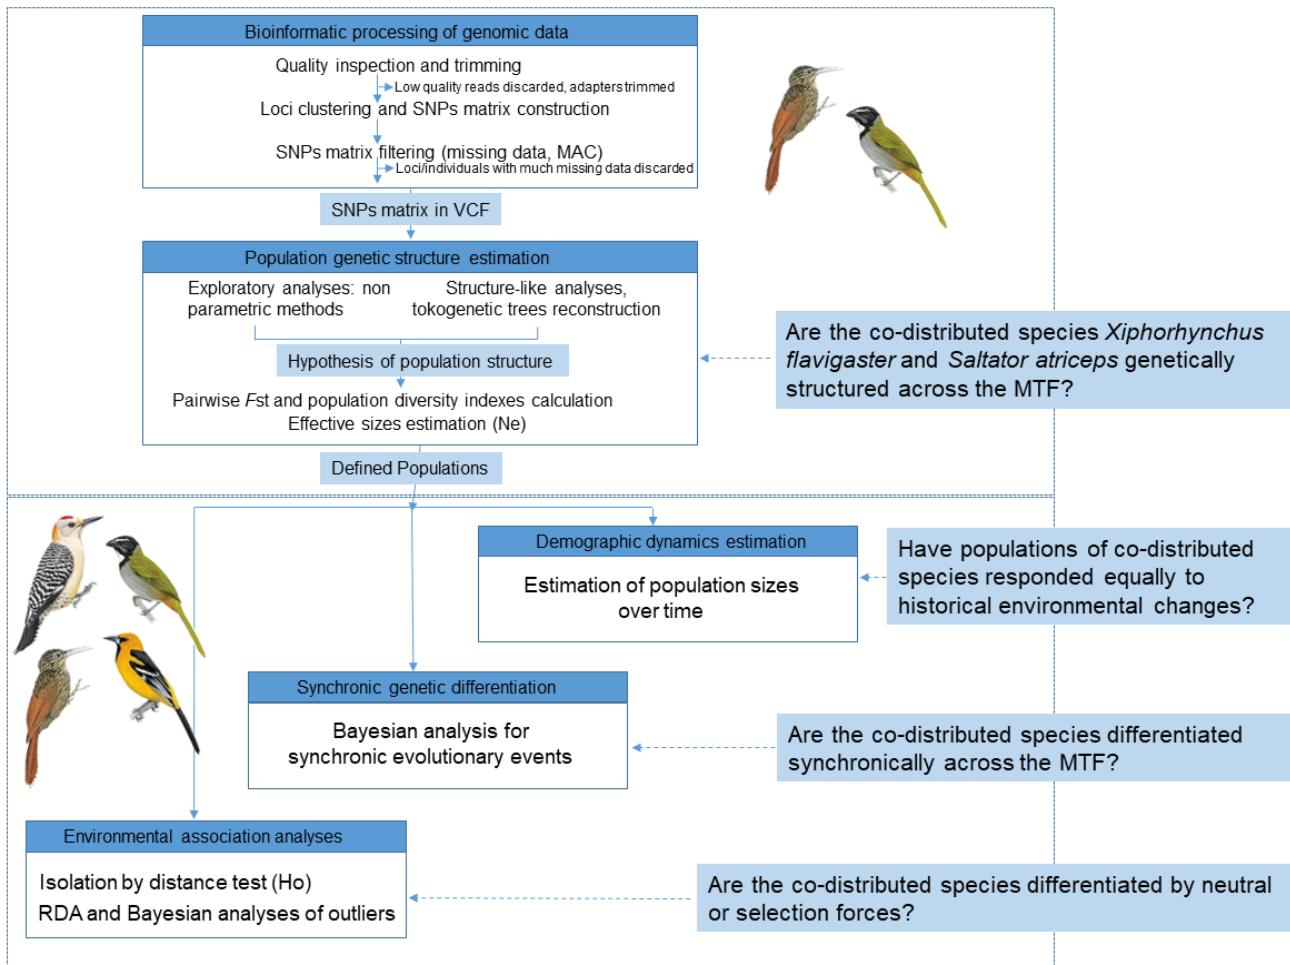 Bioinformatic processing of genomic data
Quality inspection and trimming
Low quality reads discarded, adapters trimmed
Loci clustering and SNPs matrix construction
SNPs matrix filtering (missing data, MAC)
Loci/individuals with much missing data discarded
SNPs matrix in VCF
Population genetic structure estimation
Exploratory analyses: non
parametric methods
Structure-like analyses,
tokogenetic trees reconstruction
Hypothesis of population structure
Pairwise Fst and population diversity indexes calculation
Effective sizes estimation (Ne)
Are the co-distributed species Xiphorhynchus
flavigaster and Saltator atriceps genetically
structured across the MTF?
Defined Populations
Demographic dynamics estimation
Estimation of population sizes
over time
Have populations of co-distributed
species responded equally to
historical environmental changes?
Synchronic genetic differentiation
Bayesian analysis for
synchronic evolutionary events
Are the co-distributed species differentiated
synchronically across the MTF?
Environmental association analyses
Isolation by distance test (Ho)
RDA and Bayesian analyses of outliers
Are the co-distributed species differentiated by neutral
or selection forces?